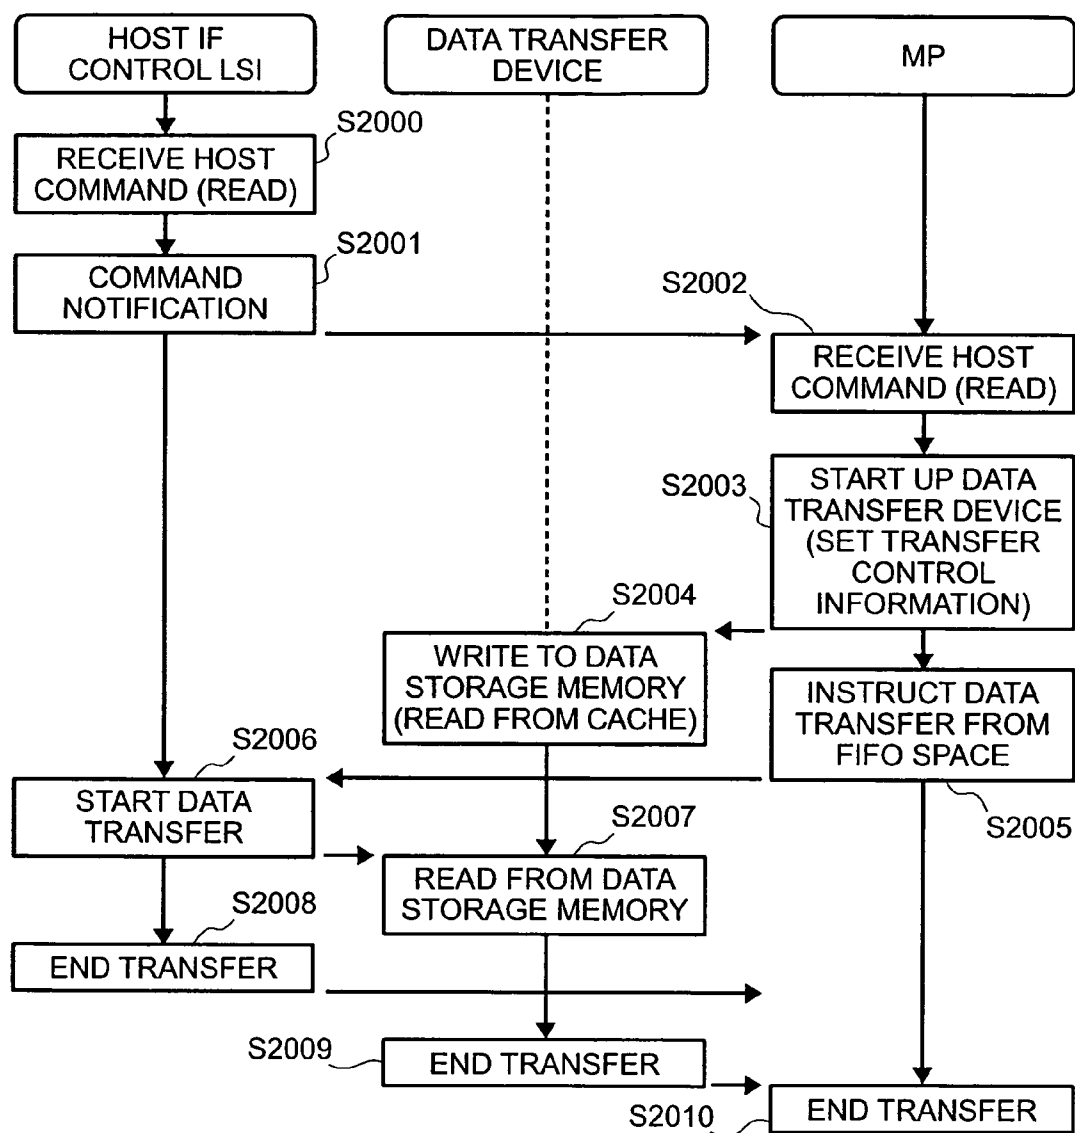 HOST IF
CONTROL LSI
DATA TRANSFER
DEVICE
MP
S2000
RECEIVE HOST
COMMAND (READ)
S2001
COMMAND
NOTIFICATION
S2002
RECEIVE HOST
COMMAND (READ)
S2003
START UP DATA
TRANSFER DEVICE
(SET TRANSFER
CONTROL
INFORMATION)
S2004
WRITE TO DATA
STORAGE MEMORY
(READ FROM CACHE)
INSTRUCT DATA
TRANSFER FROM
FIFO SPACE
S2005
S2006
START DATA
TRANSFER
S2007
READ FROM DATA
STORAGE MEMORY
S2008
END TRANSFER
S2009
END TRANSFER
S2010
END TRANSFER